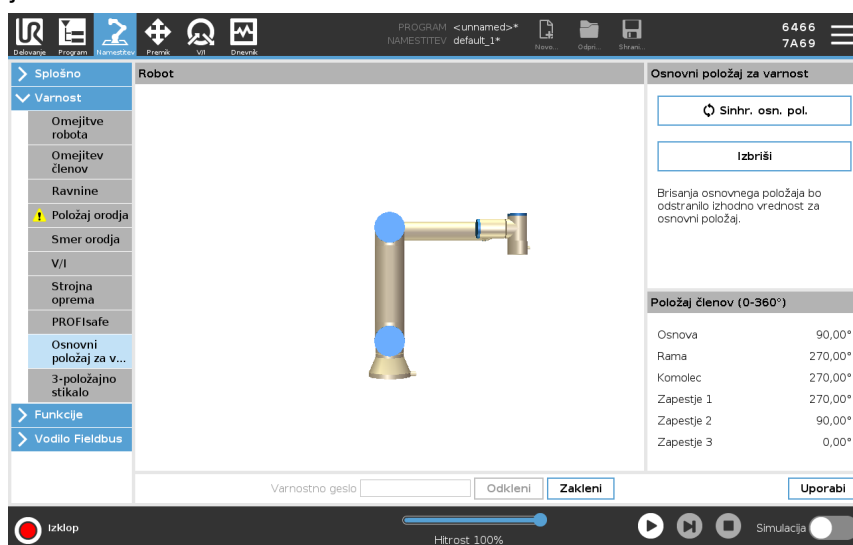 UR
Delovanje
Program
Namestitev
Premik
V/I
Dnevnik
PROGRAM <unnamed>*
NAMESTITEV default_1*
Novo...
Odpri...
Shrani...
6466
7A69
Splošno
Varnost
Omejitve
robota
Omejitev
členov
Ravnine
Položaj orodja
Smer orodja
V/I
Strojna
oprema
PROFIsafe
Osnovni
položaj za v...
3-položajno
stikalo
Funkcije
Vodilo Fieldbus
Robot
Osnovni položaj za varnost
Sinhr. osn. pol.
Izbriši
Brisanja osnovnega položaja bo
odstranilo izhodno vrednost za
osnovni položaj.
Položaj členov (0-360°)
Osnova 90,00°
Rama 270,00°
Komolec 270,00°
Zapestje 1 270,00°
Zapestje 2 90,00°
Zapestje 3 0,00°
Varnostno geslo
Odkleni
Zakleni
Uporabi
Izklop
Hitrost 100%
Simulacija